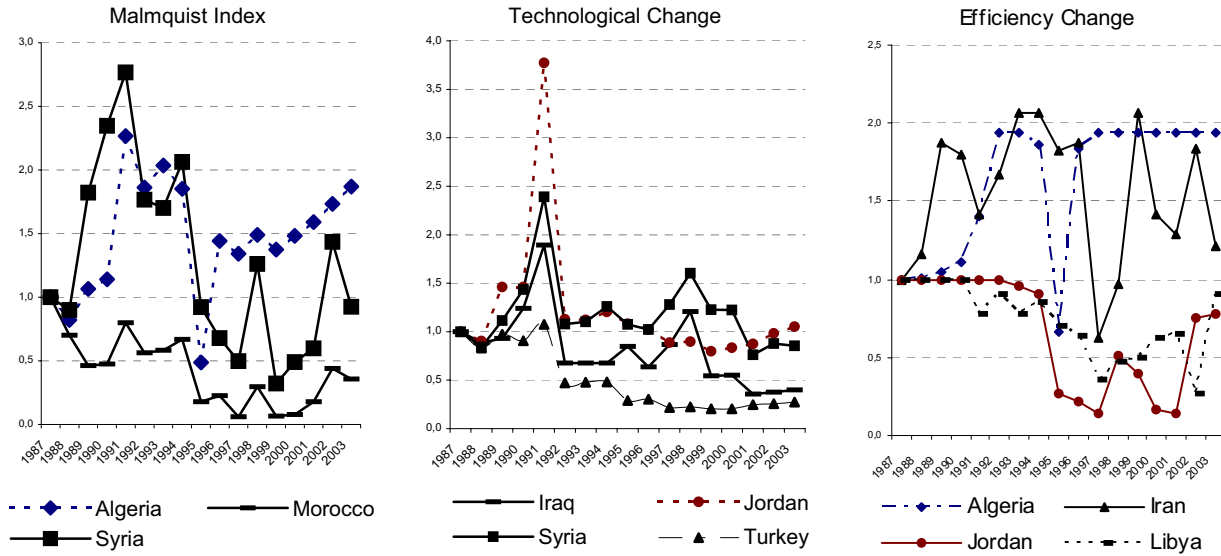 Malmquist Index
3,0
2,5
2,0
1,5
1,0
0,5
0,0
1987 1988 1989 1990 1991 1992 1993 1994 1995 1996 1997 1998 1999 2000 2001 2002 2003
Algeria Morocco
Syria
Technological Change
4,0
3,5
3,0
2,5
2,0
1,5
1,0
0,5
0,0
1987 1988 1989 1990 1991 1992 1993 1994 1995 1996 1997 1998 1999 2000 2001 2002 2003
Iraq Jordan
Syria Turkey
Efficiency Change
2,5
2,0
1,5
1,0
0,5
0,0
1987 1988 1989 1990 1991 1992 1993 1994 1995 1996 1997 1998 1999 2000 2001 2002 2003
Algeria Iran
Jordan Libya